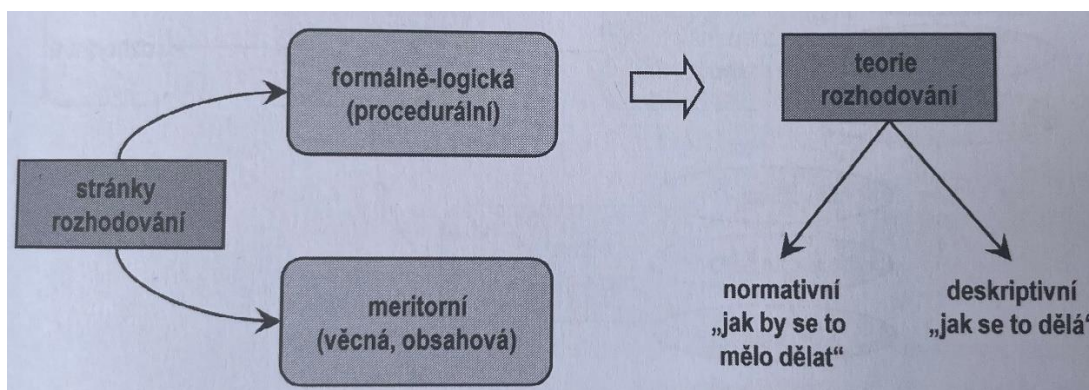 stránky
rozhodování
formálně-logická
(procedurální)
meritorní
(věcná, obsahová)
teorie
rozhodování
normativní
„jak by se to
mělo dělat“
deskriptivní
„jak se to dělá“